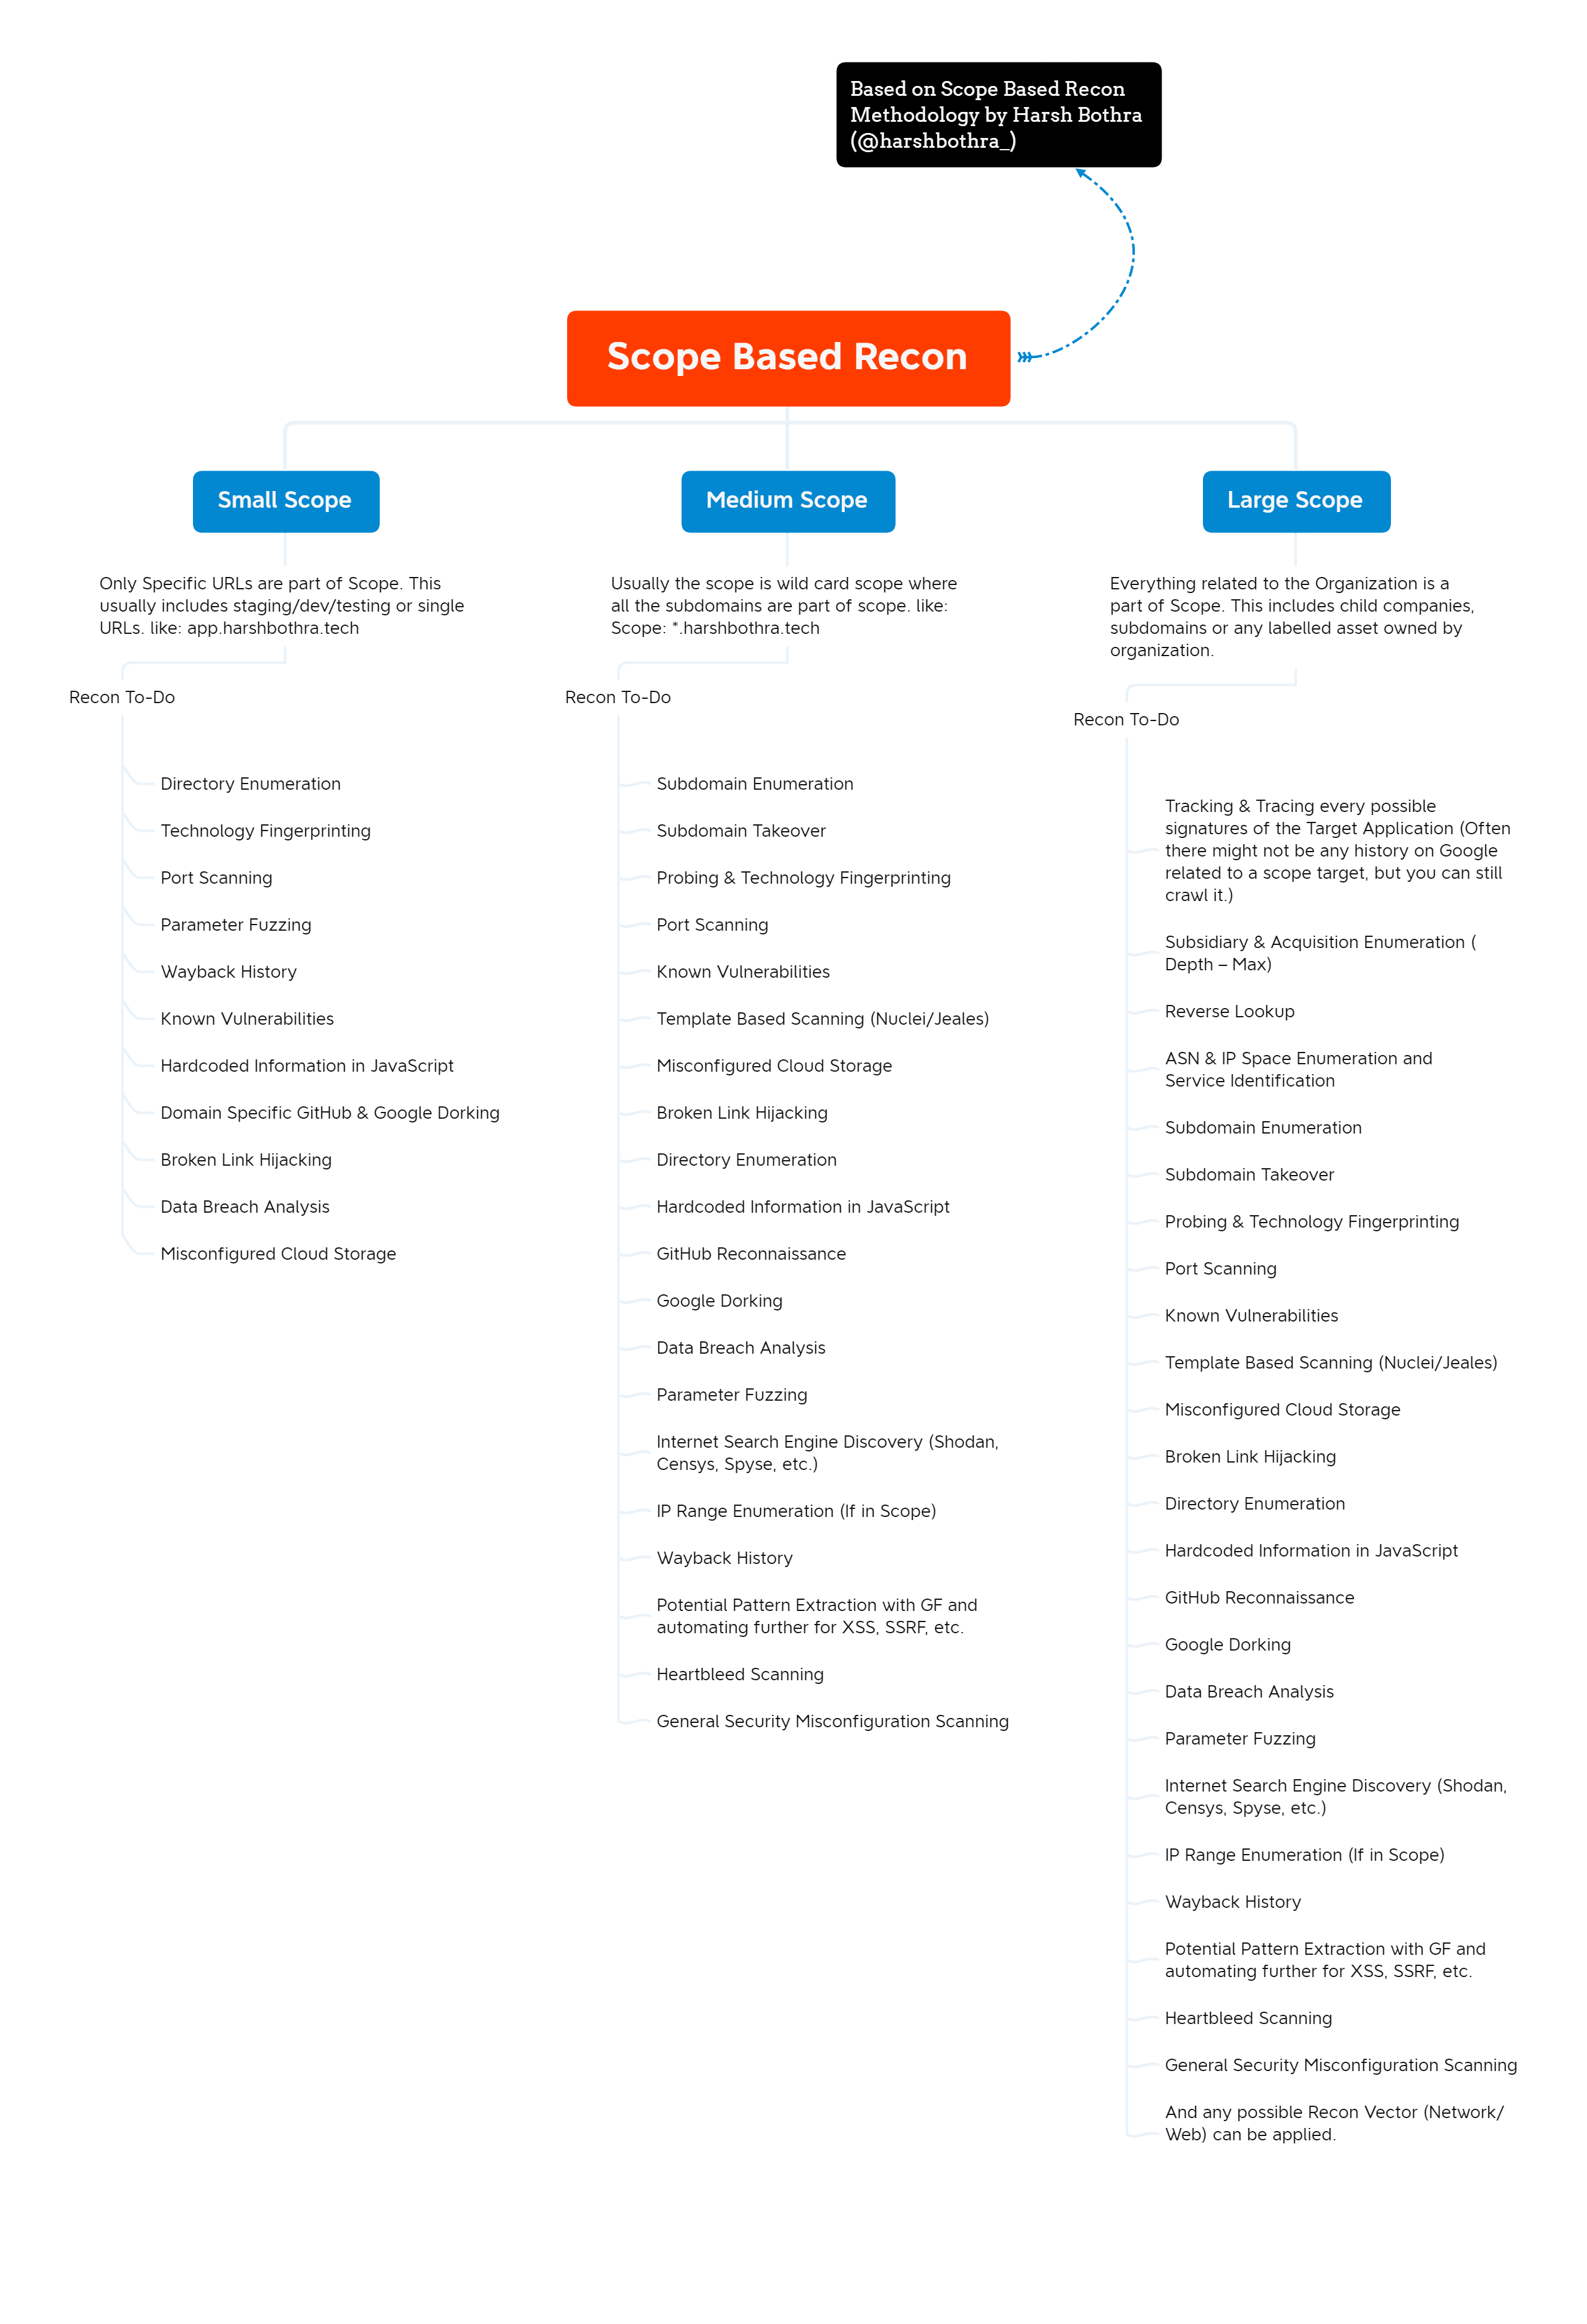 Based on Scope Based Recon
Methodology by Harsh Bothra
(@harshbothra_)
Scope Based Recon
Small Scope
Only Specific URLs are part of Scope. This
usually includes staging/dev/testing or single
URLs. like: app.harshbothra.tech
Recon To-Do
Directory Enumeration
Technology Fingerprinting
Port Scanning
Parameter Fuzzing
Wayback History
Known Vulnerabilities
Hardcoded Information in JavaScript
Domain Specific GitHub & Google Dorking
Broken Link Hijacking
Data Breach Analysis
Misconfigured Cloud Storage
Medium Scope
Usually the scope is wild card scope where
all the subdomains are part of scope. like:
Scope: *.harshbothra.tech
Recon To-Do
Subdomain Enumeration
Subdomain Takeover
Probing & Technology Fingerprinting
Port Scanning
Known Vulnerabilities
Template Based Scanning (Nuclei/Jeales)
Misconfigured Cloud Storage
Broken Link Hijacking
Directory Enumeration
Hardcoded Information in JavaScript
GitHub Reconnaissance
Google Dorking
Data Breach Analysis
Parameter Fuzzing
Internet Search Engine Discovery (Shodan,
Censys, Spyse, etc.)
IP Range Enumeration (If in Scope)
Wayback History
Potential Pattern Extraction with GF and
automating further for XSS, SSRF, etc.
Heartbleed Scanning
General Security Misconfiguration Scanning
Large Scope
Everything related to the Organization is a
part of Scope. This includes child companies,
subdomains or any labelled asset owned by
organization.
Recon To-Do
Tracking & Tracing every possible
signatures of the Target Application (Often
there might not be any history on Google
related to a scope target, but you can still
crawl it.)
Subsidiary & Acquisition Enumeration (
Depth – Max)
Reverse Lookup
ASN & IP Space Enumeration and
Service Identification
Subdomain Enumeration
Subdomain Takeover
Probing & Technology Fingerprinting
Port Scanning
Known Vulnerabilities
Template Based Scanning (Nuclei/Jeales)
Misconfigured Cloud Storage
Broken Link Hijacking
Directory Enumeration
Hardcoded Information in JavaScript
GitHub Reconnaissance
Google Dorking
Data Breach Analysis
Parameter Fuzzing
Internet Search Engine Discovery (Shodan,
Censys, Spyse, etc.)
IP Range Enumeration (If in Scope)
Wayback History
Potential Pattern Extraction with GF and
automating further for XSS, SSRF, etc.
Heartbleed Scanning
General Security Misconfiguration Scanning
And any possible Recon Vector (Network/
Web) can be applied.